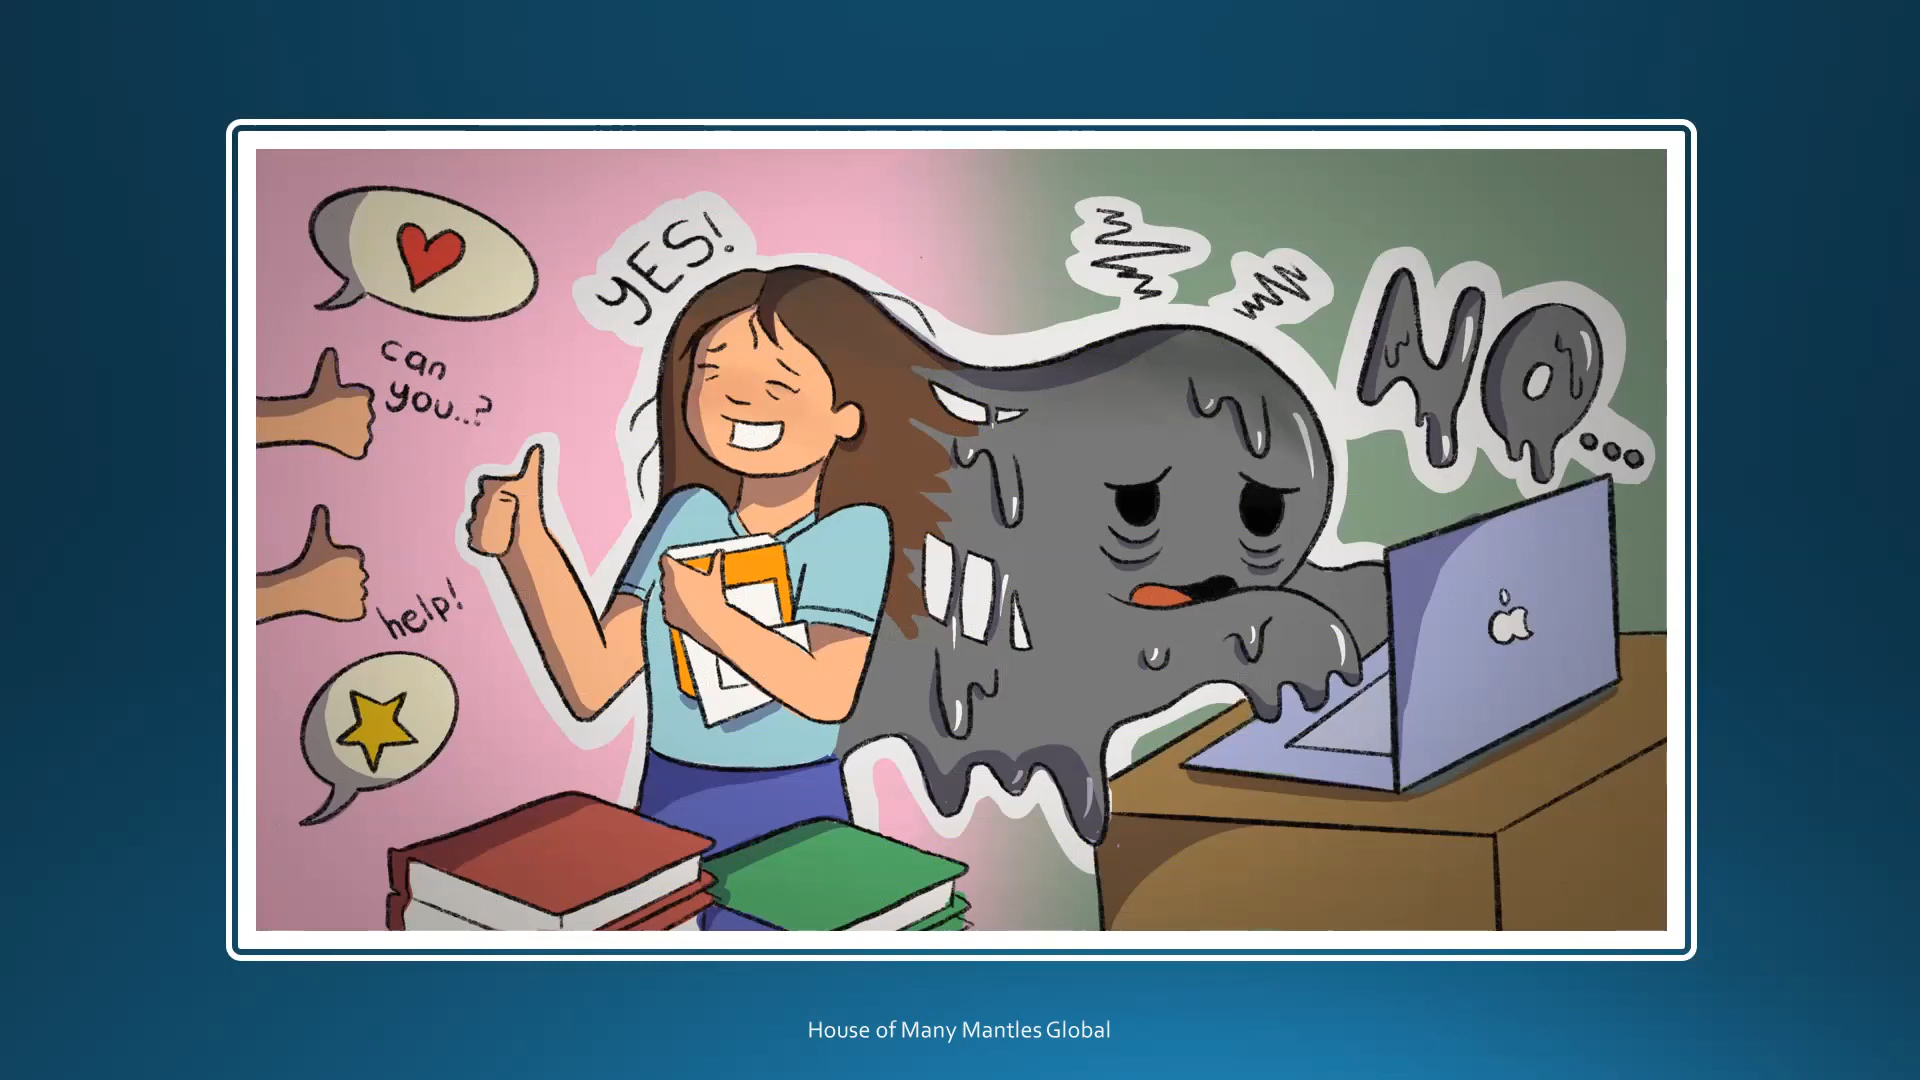 YES!
can
you..?
help!
NO...
House of Many Mantles Global